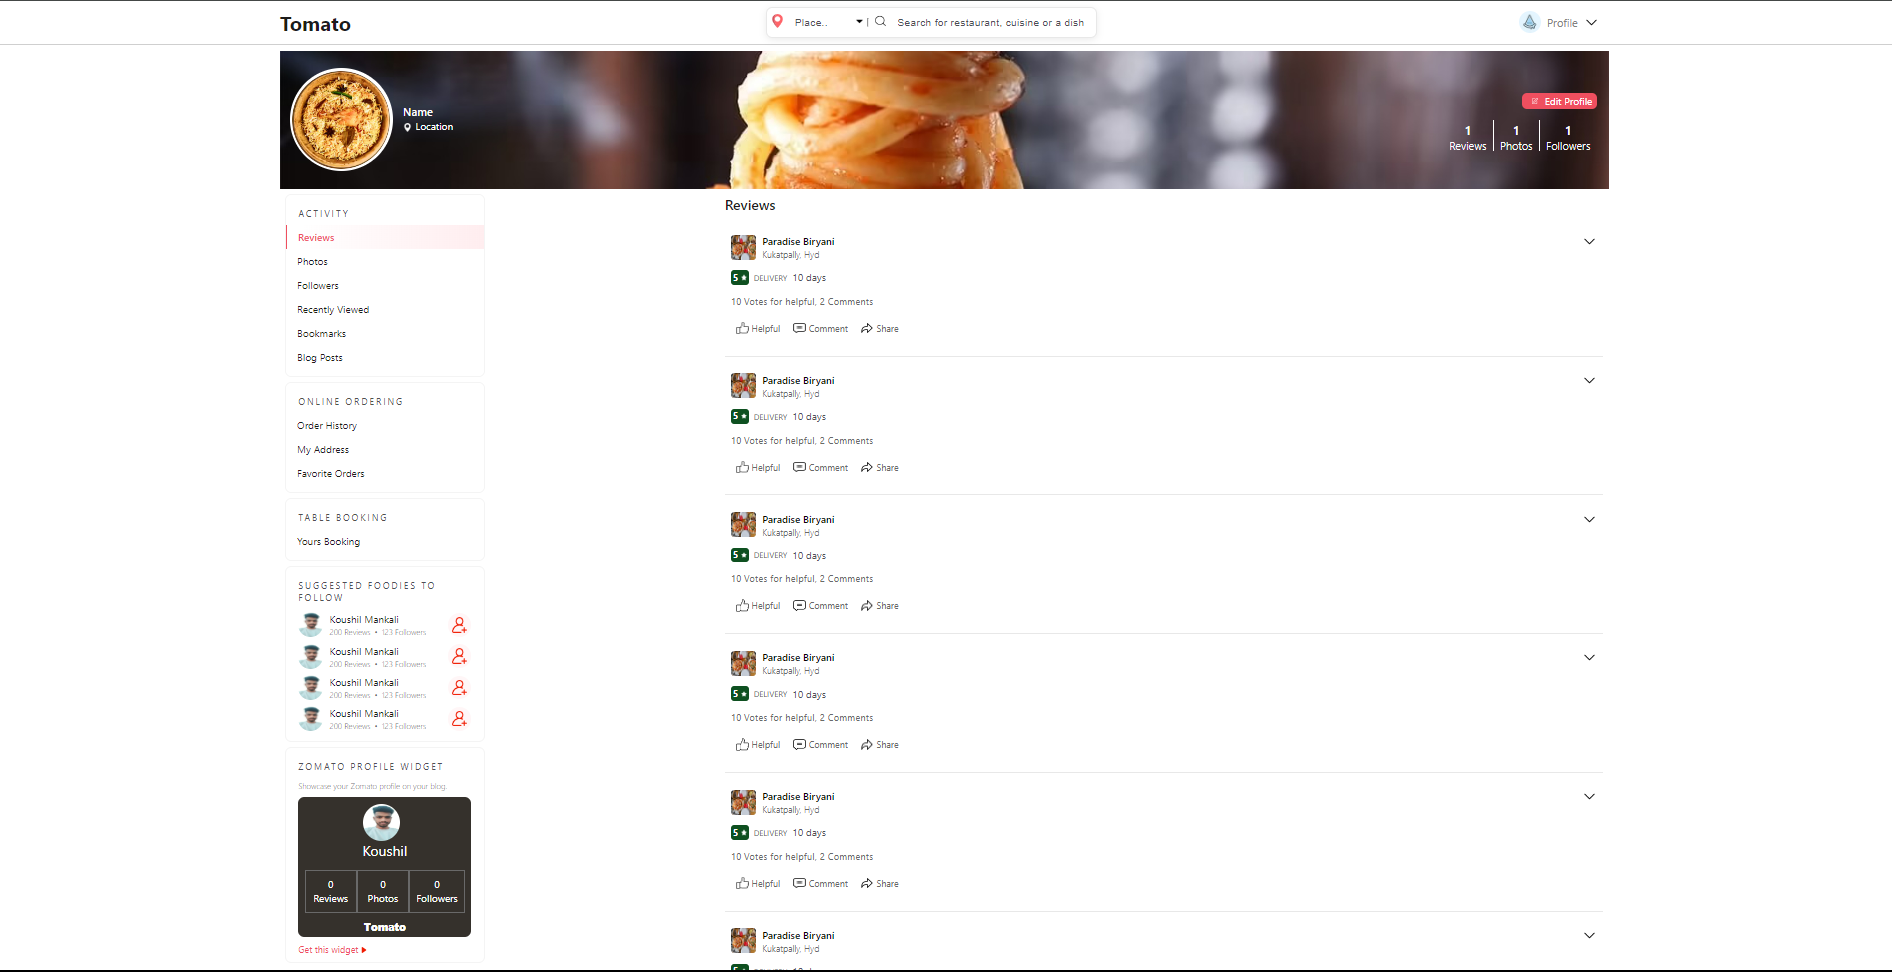 Tomato
Place.. | Search for restaurant, cuisine or a dish
Profile
Name
Location
Edit Profile
1 1 1
Reviews Photos Followers
ACTIVITY
Reviews
Photos
Followers
Recently Viewed
Bookmarks
Blog Posts
ONLINE ORDERING
Order History
My Address
Favorite Orders
TABLE BOOKING
Yours Booking
SUGGESTED FOODIES TO
FOLLOW
Koushil Mankali
200 Reviews • 123 Followers
Koushil Mankali
200 Reviews • 123 Followers
Koushil Mankali
200 Reviews • 123 Followers
Koushil Mankali
200 Reviews • 123 Followers
ZOMATO PROFILE WIDGET
Showcase your Zomato profile on your blog.
Koushil
0 0 0
Reviews Photos Followers
Tomato
Get this widget
Reviews
Paradise Biryani
Kukatpally, Hyd
5 ★ DELIVERY 10 days
10 Votes for helpful, 2 Comments
Helpful Comment Share
Paradise Biryani
Kukatpally, Hyd
5 ★ DELIVERY 10 days
10 Votes for helpful, 2 Comments
Helpful Comment Share
Paradise Biryani
Kukatpally, Hyd
5 ★ DELIVERY 10 days
10 Votes for helpful, 2 Comments
Helpful Comment Share
Paradise Biryani
Kukatpally, Hyd
5 ★ DELIVERY 10 days
10 Votes for helpful, 2 Comments
Helpful Comment Share
Paradise Biryani
Kukatpally, Hyd
5 ★ DELIVERY 10 days
10 Votes for helpful, 2 Comments
Helpful Comment Share
Paradise Biryani
Kukatpally, Hyd